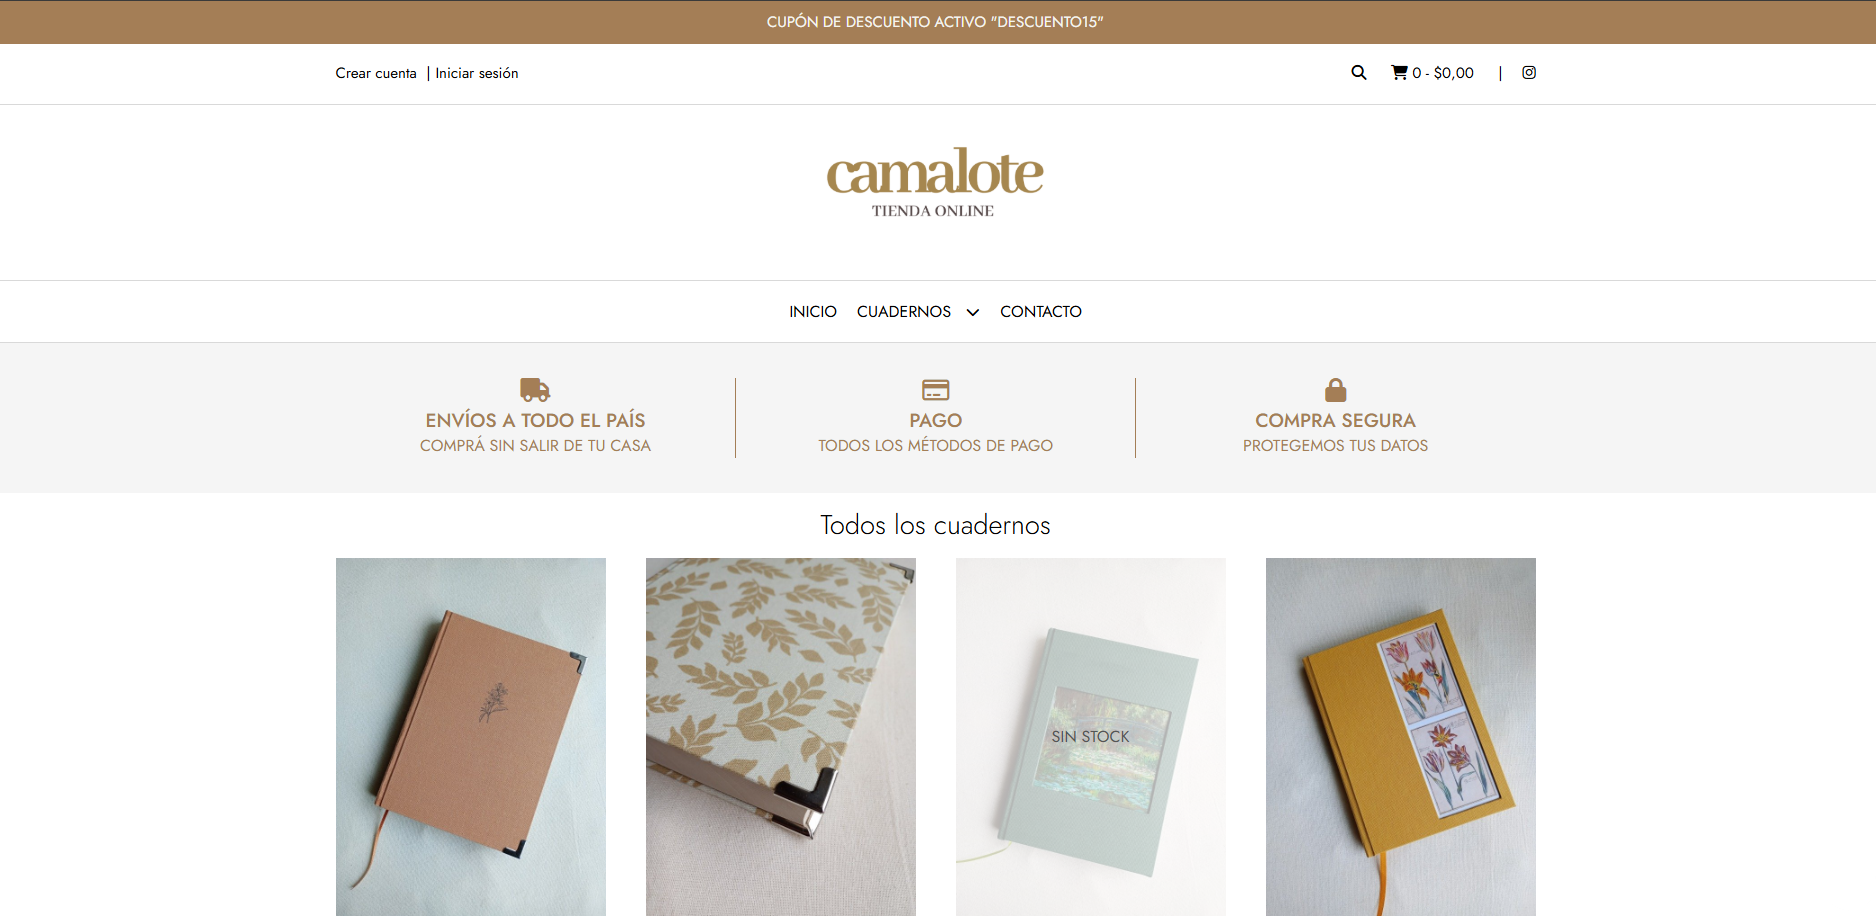 CUPÓN DE DESCUENTO ACTIVO "DESCUENTO15"
Crear cuenta | Iniciar sesión
0 - $0,00 |
camalote
TIENDA ONLINE
INICIO CUADERNOS CONTACTO
ENVÍOS A TODO EL PAÍS
COMPRÁ SIN SALIR DE TU CASA
PAGO
TODOS LOS MÉTODOS DE PAGO
COMPRA SEGURA
PROTEGEMOS TUS DATOS
Todos los cuadernos
SIN STOCK